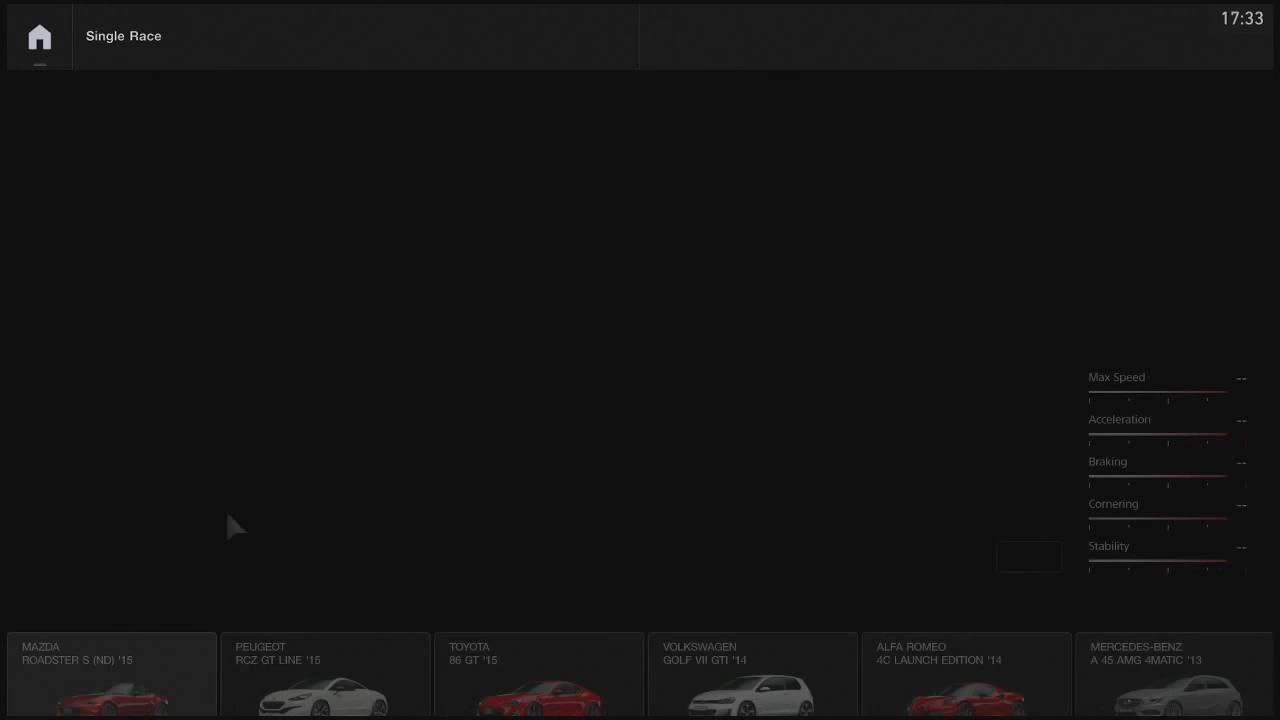 Single Race
17:33
Max Speed --
Acceleration --
Braking --
Cornering --
Stability --
MAZDA
ROADSTER S (ND) '15
PEUGEOT
RCZ GT LINE '15
TOYOTA
86 GT '15
VOLKSWAGEN
GOLF VII GTI '14
ALFA ROMEO
4C LAUNCH EDITION '14
MERCEDES-BENZ
A 45 AMG 4MATIC '13